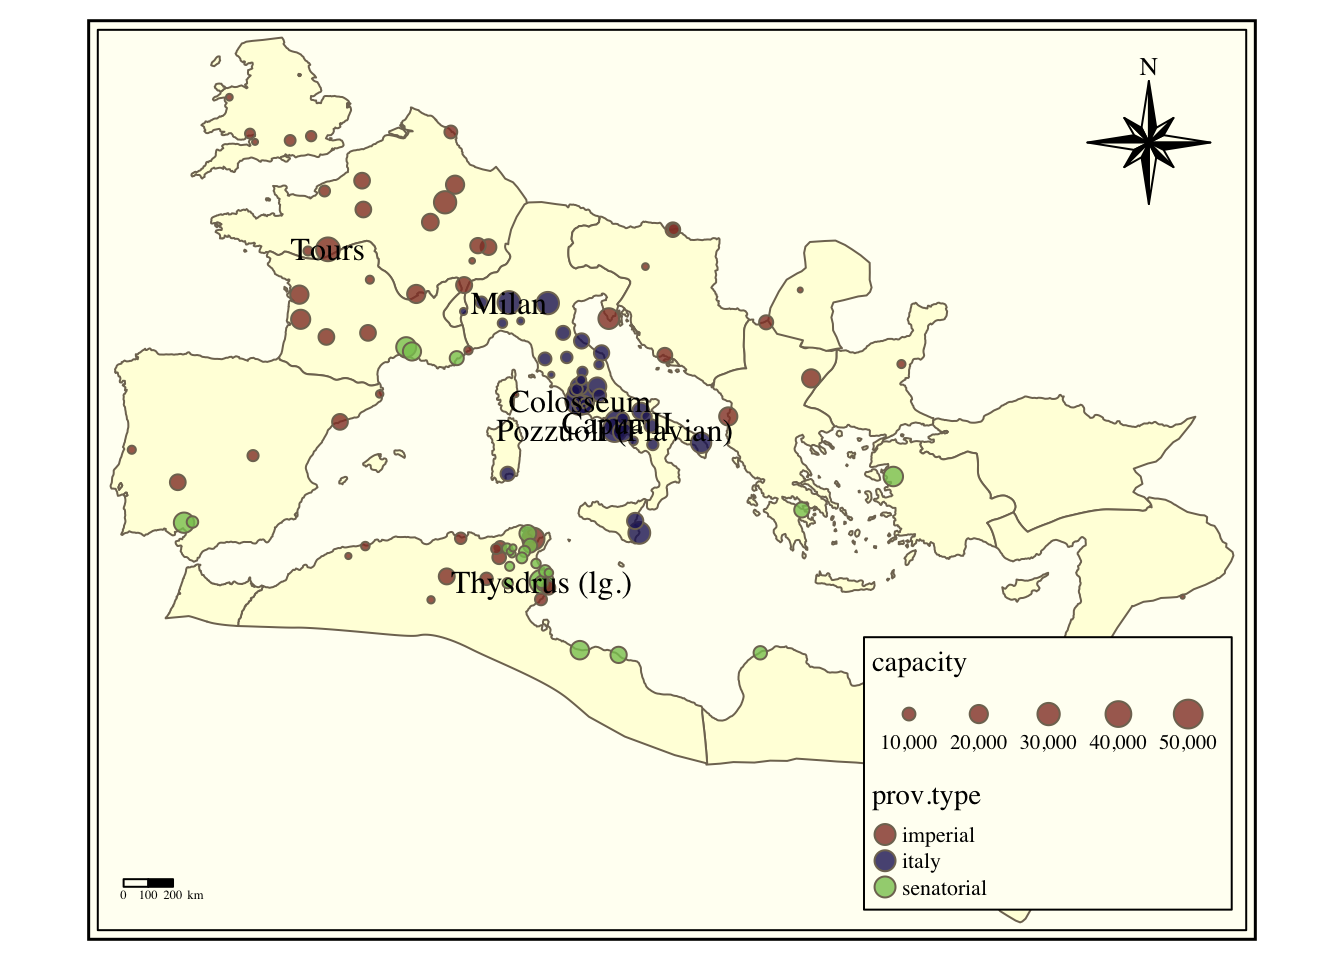 N
Tours
Milan
Colosseum
Capua II
Pozzuoli (Flavian)
Thysdrus (lg.)
capacity
10,000 20,000 30,000 40,000 50,000
prov.type
imperial
italy
senatorial
0 100 200 km